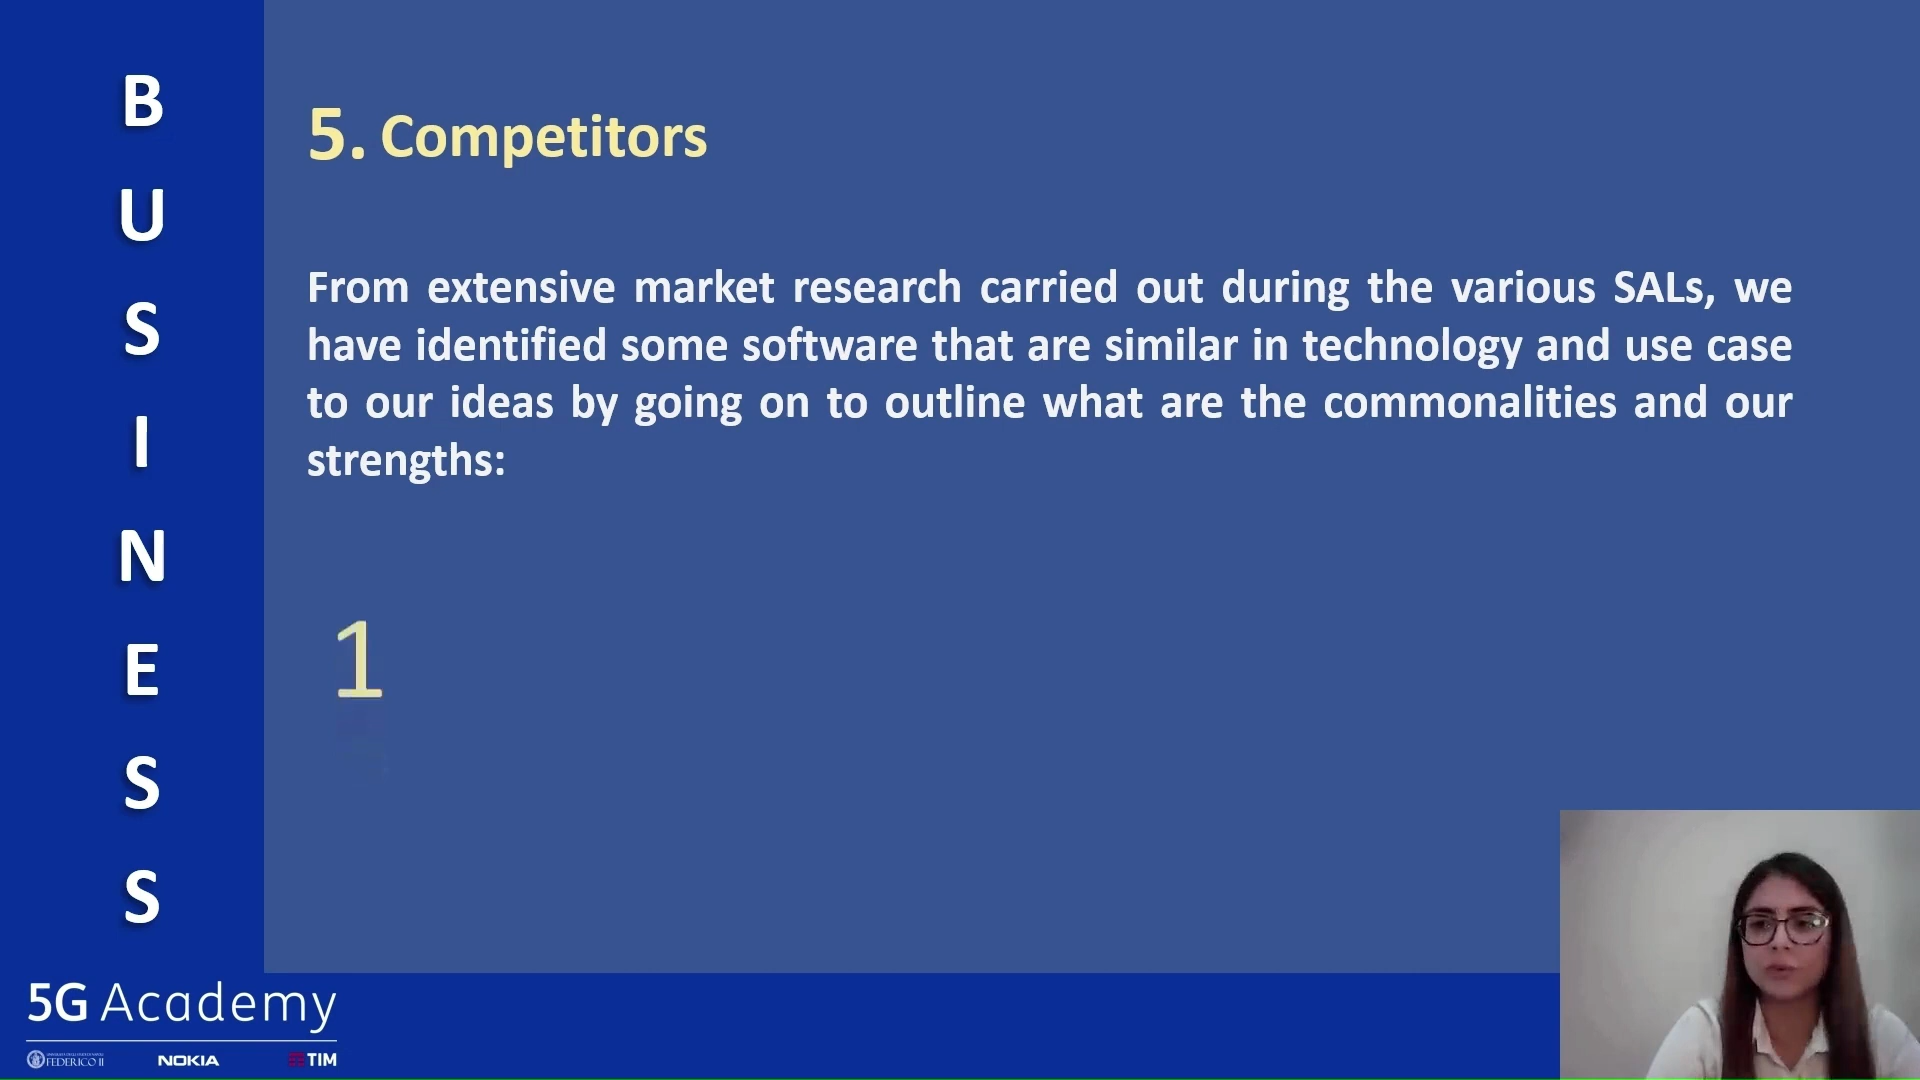 B
U
S
I
N
E
S
S
5. Competitors
From extensive market research carried out during the various SALs, we
have identified some software that are similar in technology and use case
to our ideas by going on to outline what are the commonalities and our
strengths:
1
5G Academy
FEDERICO II
NOKIA
TIM